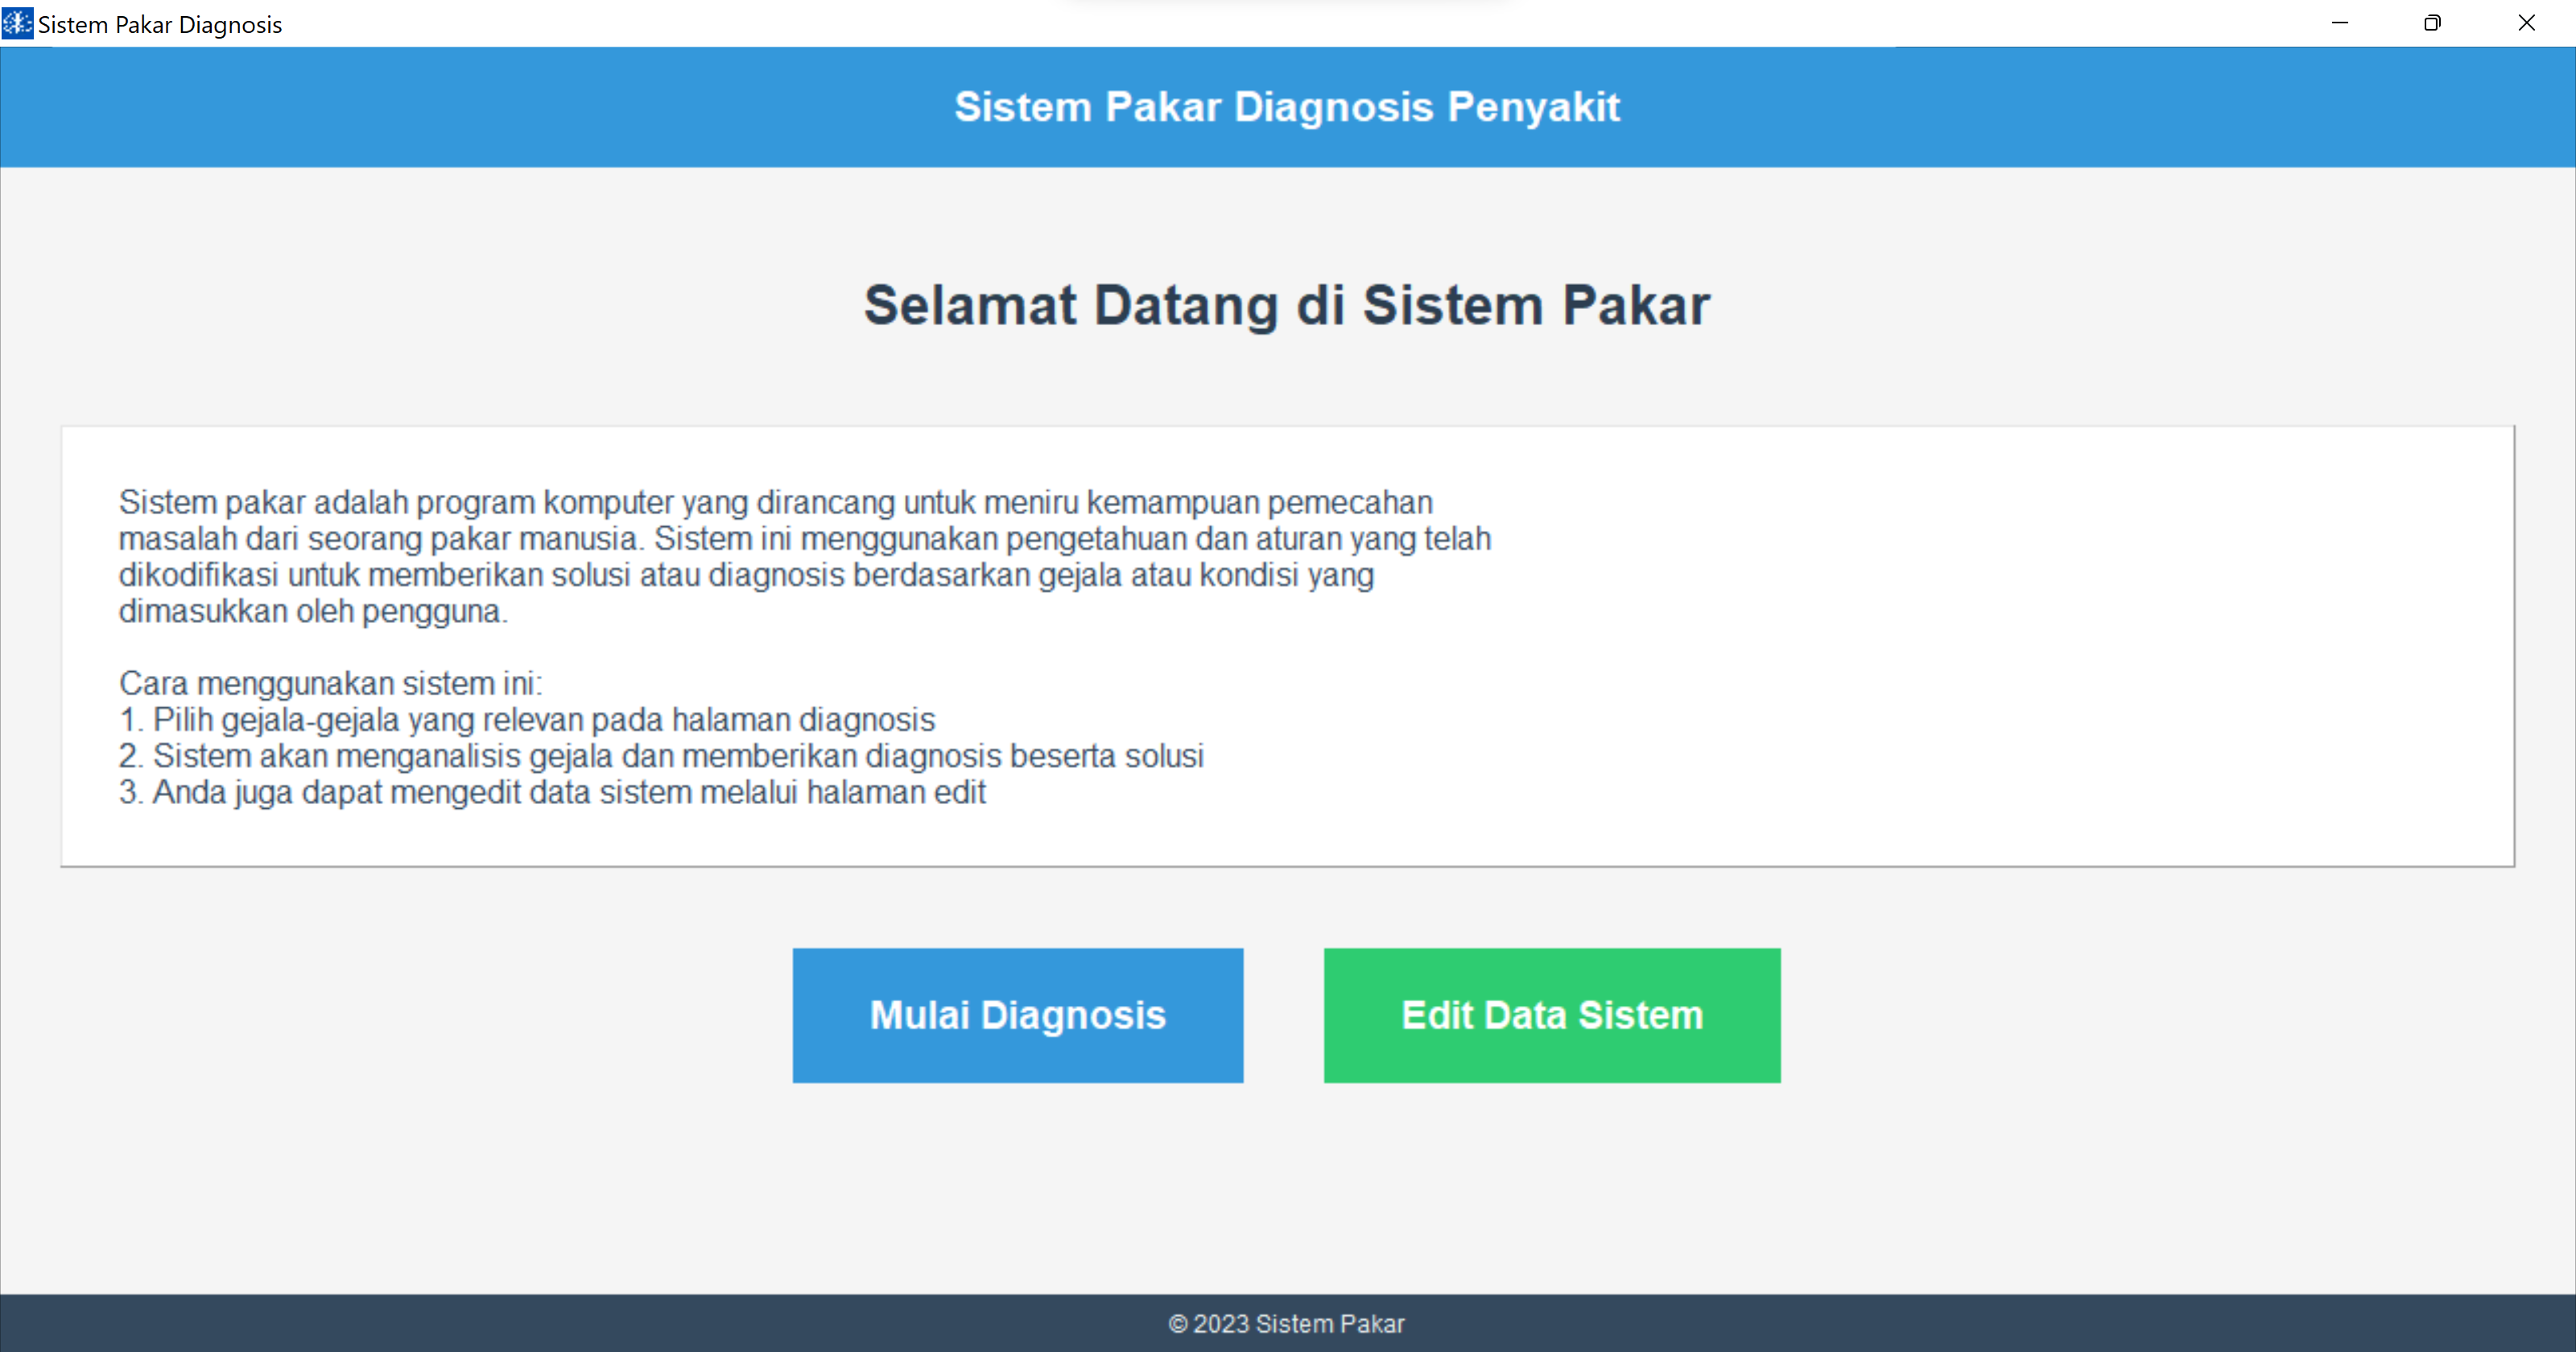 Sistem Pakar Diagnosis
Sistem Pakar Diagnosis Penyakit
Selamat Datang di Sistem Pakar
Sistem pakar adalah program komputer yang dirancang untuk meniru kemampuan pemecahan
masalah dari seorang pakar manusia. Sistem ini menggunakan pengetahuan dan aturan yang telah
dikodifikasi untuk memberikan solusi atau diagnosis berdasarkan gejala atau kondisi yang
dimasukkan oleh pengguna.
Cara menggunakan sistem ini:
1. Pilih gejala-gejala yang relevan pada halaman diagnosis
2. Sistem akan menganalisis gejala dan memberikan diagnosis beserta solusi
3. Anda juga dapat mengedit data sistem melalui halaman edit
Mulai Diagnosis
Edit Data Sistem
© 2023 Sistem Pakar